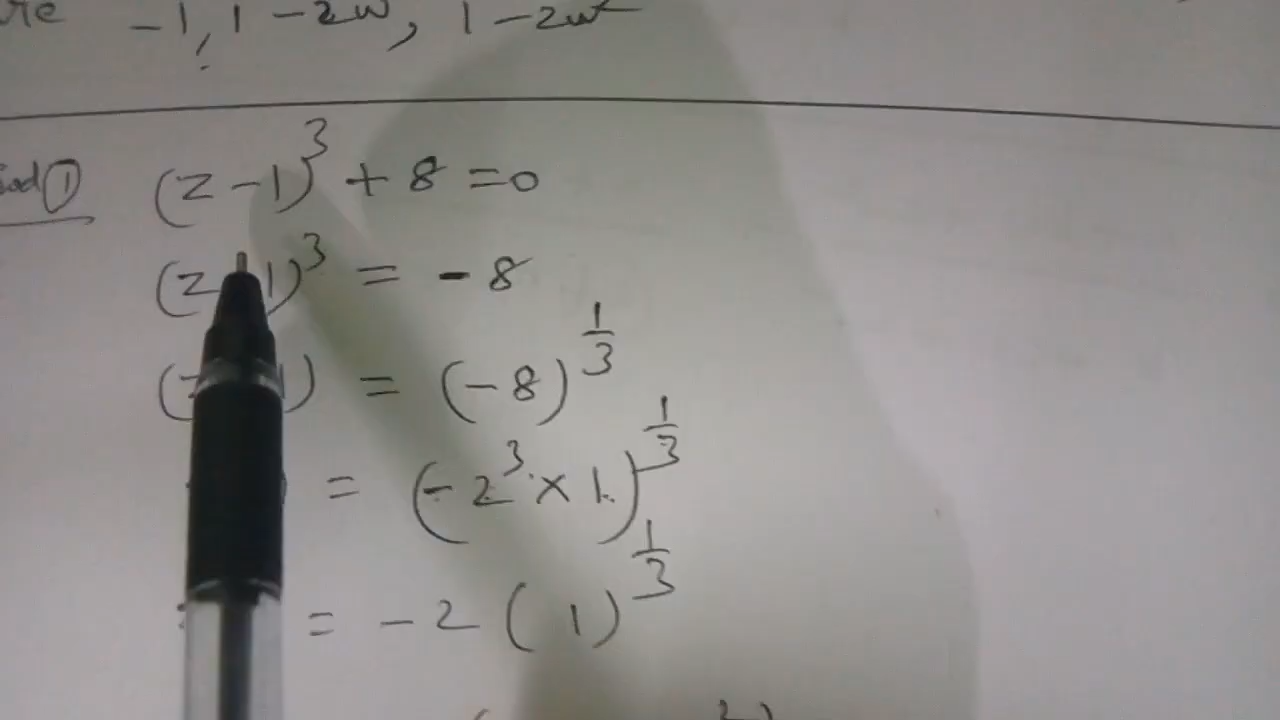 -1, 1-2w, 1-2w²
(z-1)³ + 8 = 0
(z-1)³ = -8
(z-1) = (-8)^(1/3)
= (-2³ × 1)^(1/3)
= -2 (1)^(1/3)